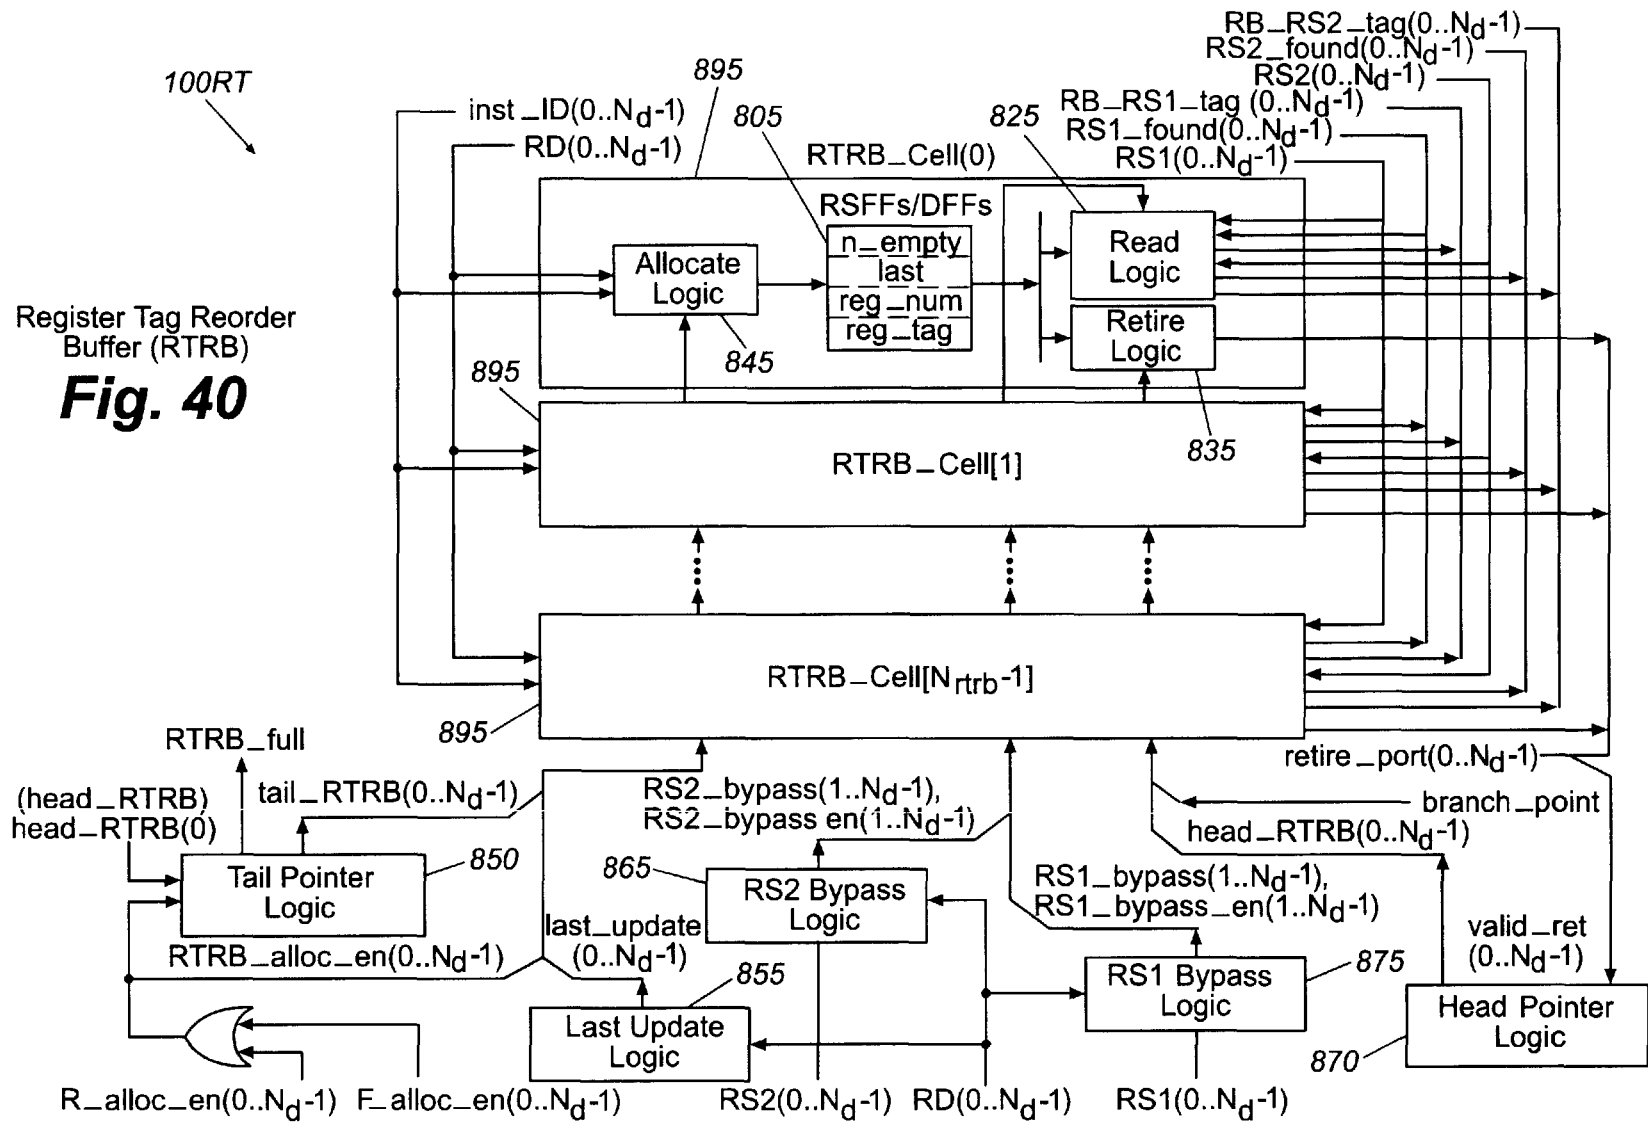 RB_RS2_tag(0..Nd-1)
RS2_found(0..Nd-1)
RS2(0..Nd-1)
RB_RS1_tag (0..Nd-1)
RS1_found(0..Nd-1)
RS1(0..Nd-1)
100RT
inst_ID(0..Nd-1)
RD(0..Nd-1)
895
805
825
RTRB_Cell(0)
RSFFs/DFFs
n_empty
last
reg_num
reg_tag
Allocate
Logic
Read
Logic
Retire
Logic
845
835
Register Tag Reorder
Buffer (RTRB)
Fig. 40
895
RTRB_Cell[1]
RTRB_Cell[Nrtrb-1]
895
RTRB_full
(head_RTRB)
head_RTRB(0)
tail_RTRB(0..Nd-1)
RS2_bypass(1..Nd-1),
RS2_bypass en(1..Nd-1)
retire_port(0..Nd-1)
branch_point
head_RTRB(0..Nd-1)
850
Tail Pointer
Logic
865
RS2 Bypass
Logic
RS1_bypass(1..Nd-1),
RS1_bypass_en(1..Nd-1)
valid_ret
(0..Nd-1)
RTRB_alloc_en(0..Nd-1)
last_update
(0..Nd-1)
855
RS1 Bypass
Logic
875
Last Update
Logic
Head Pointer
Logic
870
R_alloc_en(0..Nd-1)
F_alloc_en(0..Nd-1)
RS2(0..Nd-1)
RD(0..Nd-1)
RS1(0..Nd-1)